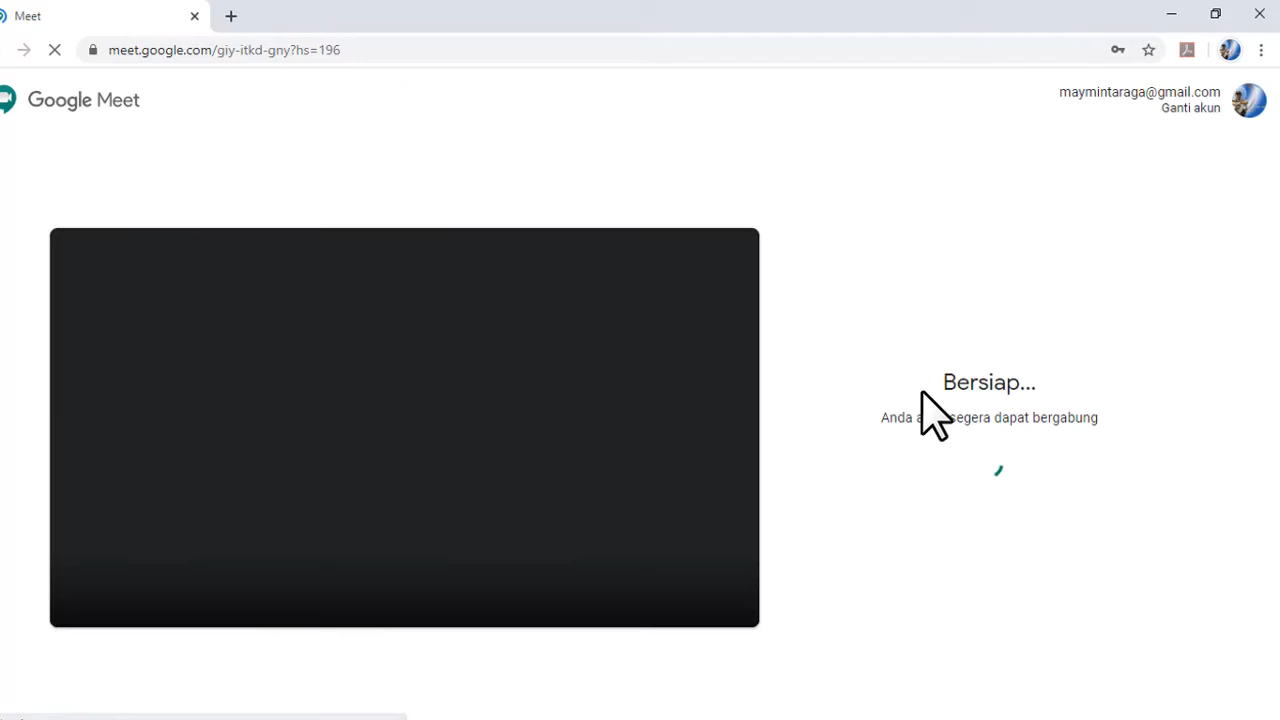 Meet
meet.google.com/giy-itkd-gny?hs=196
Google Meet
maymintaraga@gmail.com
Ganti akun
Bersiap...
Anda segera dapat bergabung